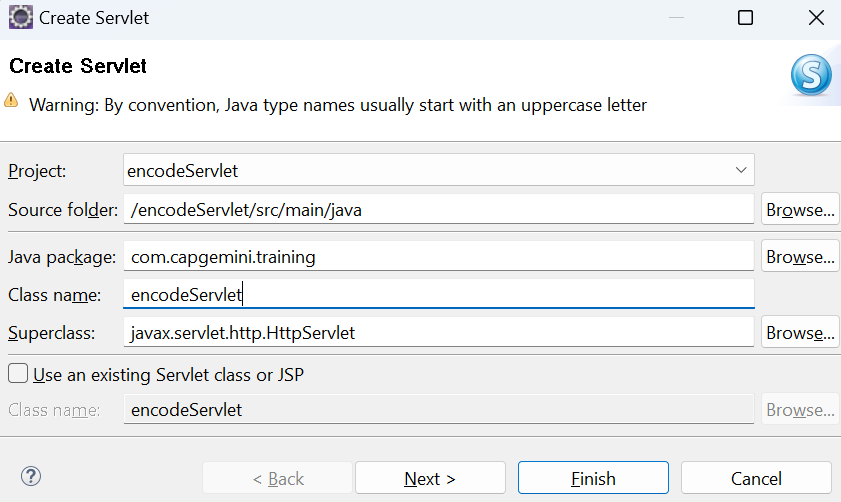 Create Servlet
Create Servlet
Warning: By convention, Java type names usually start with an uppercase letter
Project: encodeServlet
Source folder: /encodeServlet/src/main/java Browse...
Java package: com.capgemini.training Browse...
Class name: encodeServlet
Superclass: javax.servlet.http.HttpServlet Browse...
Use an existing Servlet class or JSP
Class name: encodeServlet Browse...
? < Back Next > Finish Cancel